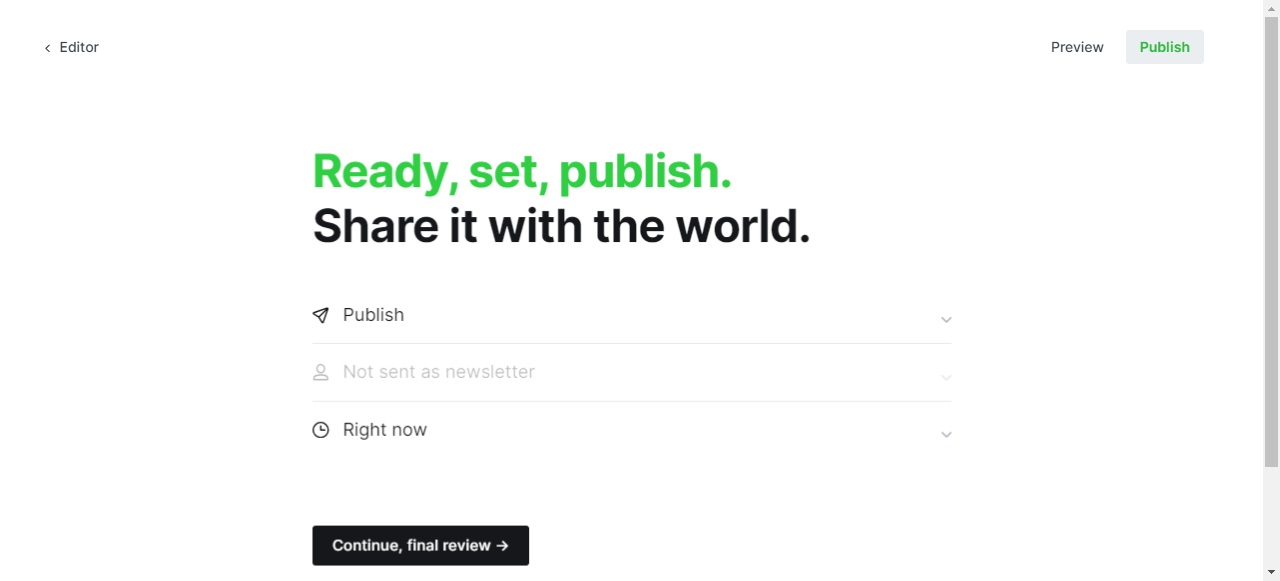 Editor
Preview
Publish
Ready, set, publish.
Share it with the world.
Publish
Not sent as newsletter
Right now
Continue, final review →